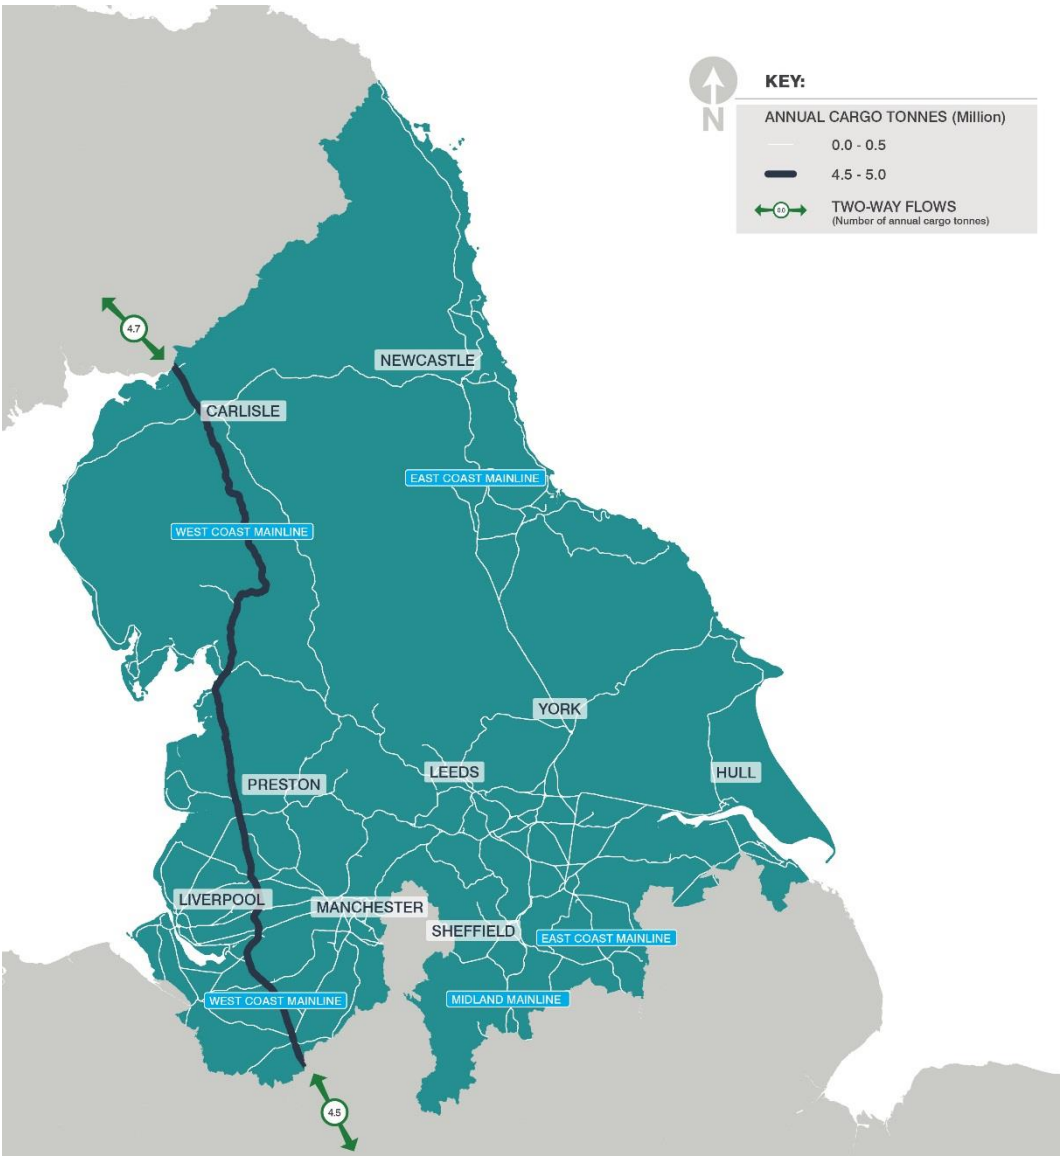 KEY:
N
ANNUAL CARGO TONNES (Million)
0.0 - 0.5
4.5 - 5.0
0.0
TWO-WAY FLOWS
(Number of annual cargo tonnes)
4.7
NEWCASTLE
CARLISLE
EAST COAST MAINLINE
WEST COAST MAINLINE
YORK
LEEDS
HULL
PRESTON
LIVERPOOL
MANCHESTER
SHEFFIELD
EAST COAST MAINLINE
WEST COAST MAINLINE
MIDLAND MAINLINE
4.5